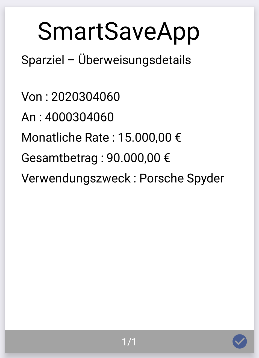 SmartSaveApp
Sparziel – Überweisungsdetails
Von : 2020304060
An : 4000304060
Monatliche Rate : 15.000,00 €
Gesamtbetrag : 90.000,00 €
Verwendungszweck : Porsche Spyder
1/1